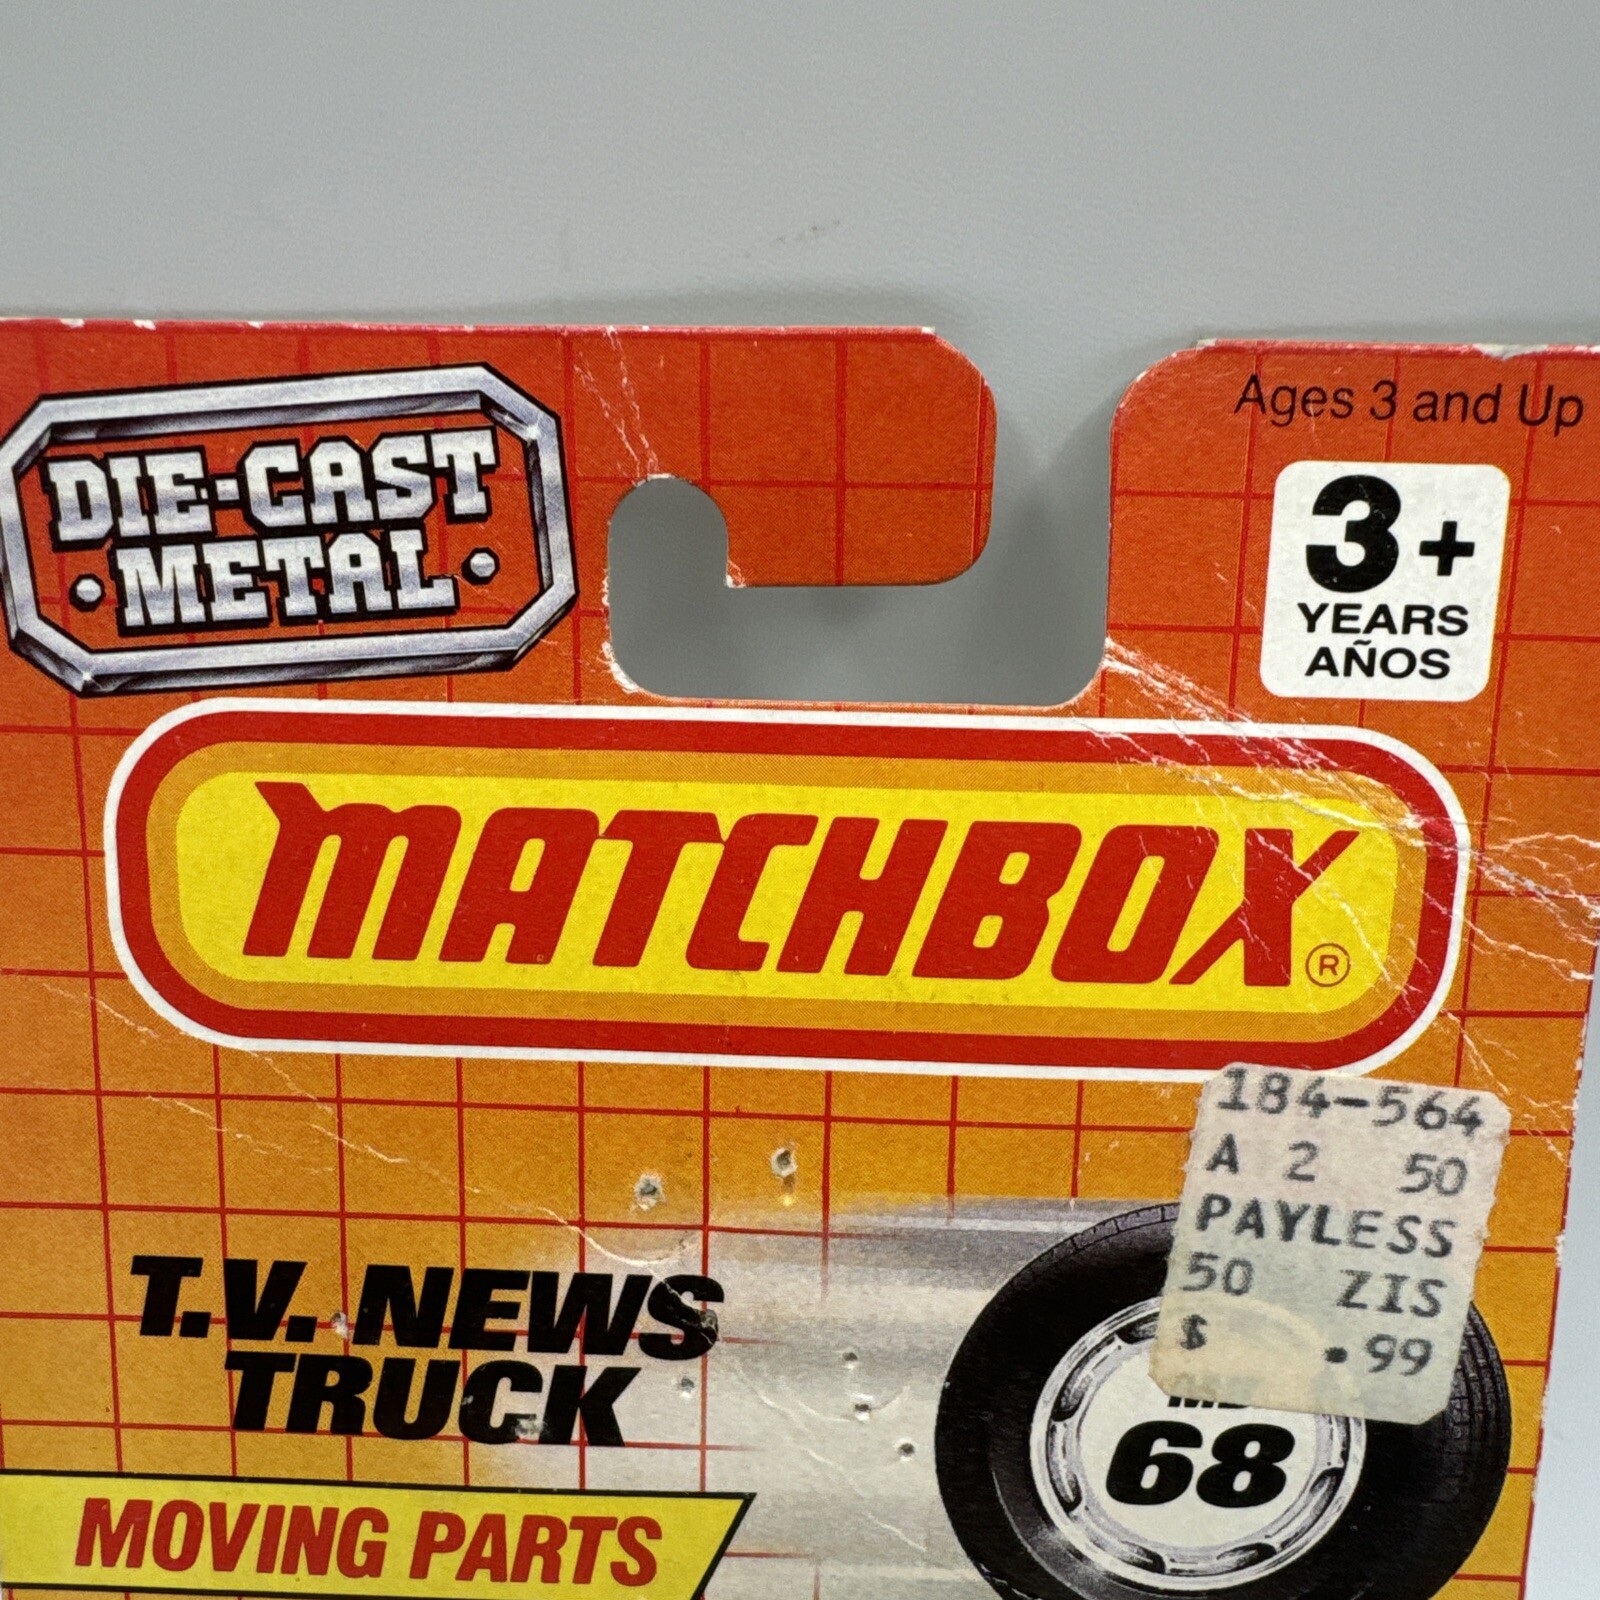 Ages 3 and Up
DIE-CAST
METAL
3+
YEARS
AÑOS
MATCHBOX®
184-564
A 2 50
PAYLESS
50 ZIS
$ .99
T.V. NEWS
TRUCK
68
MOVING PARTS